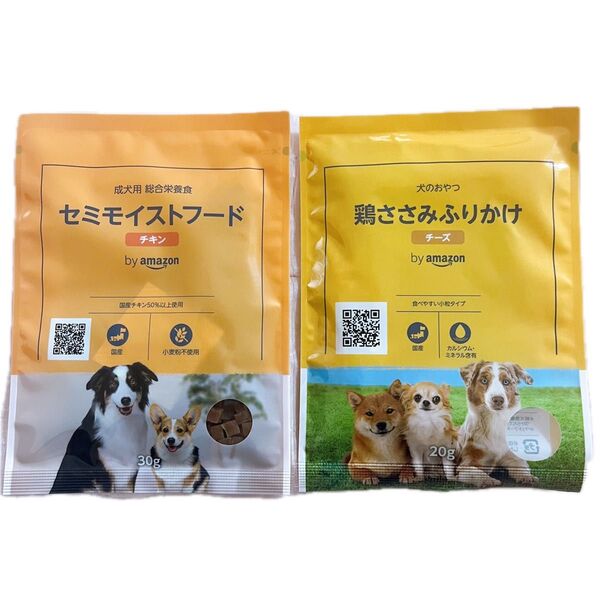 成犬用 総合栄養食
セミモイストフード
チキン
by amazon
国産チキン50%以上使用
国産
小麦粉不使用
30g
犬のおやつ
鶏ささみふりかけ
チーズ
by amazon
食べやすい小粒タイプ
国産
カルシウム・
ミネラル含有
20g